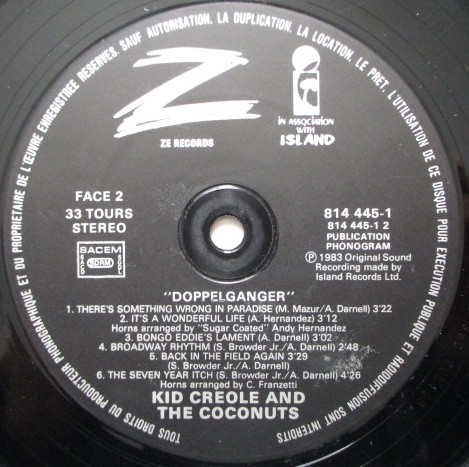 TOUS DROITS DU PRODUCTEUR PHONOGRAPHIQUE ET DU PROPRIETAIRE DE L'ŒUVRE ENREGISTREE RESERVES. SAUF AUTORISATION. LA DUPLICATION. LA LOCATION. LE PRET. L'UTILISATION DE CE DISQUE POUR EXECUTION PUBLIQUE ET RADIODIFFUSION SONT INTERDITS
Z
ZE RECORDS
IN ASSOCIATION
WITH
ISLAND
FACE 2
33 TOURS
STEREO
SACEM
SDRM
814 445-1
814 445-1 2
PUBLICATION
PHONOGRAM
Ⓟ 1983 Original Sound
Recording made by
Island Records Ltd.
"DOPPELGANGER"
1. THERE'S SOMETHING WRONG IN PARADISE (M. Mazur/A. Darnell) 3'22
2. IT'S A WONDERFUL LIFE (A. Hernandez) 3'12
Horns arranged by "Sugar Coated" Andy Hernandez
3. BONGO EDDIE'S LAMENT (A. Darnell) 3'02
4. BROADWAY RHYTHM (S. Browder Jr./A. Darnell) 2'48
5. BACK IN THE FIELD AGAIN 3'29
(S. Browder Jr./A. Darnell)
6. THE SEVEN YEAR ITCH (S. Browder Jr./A. Darnell) 4'26
Horns arranged by C. Franzetti
KID CREOLE AND
THE COCONUTS